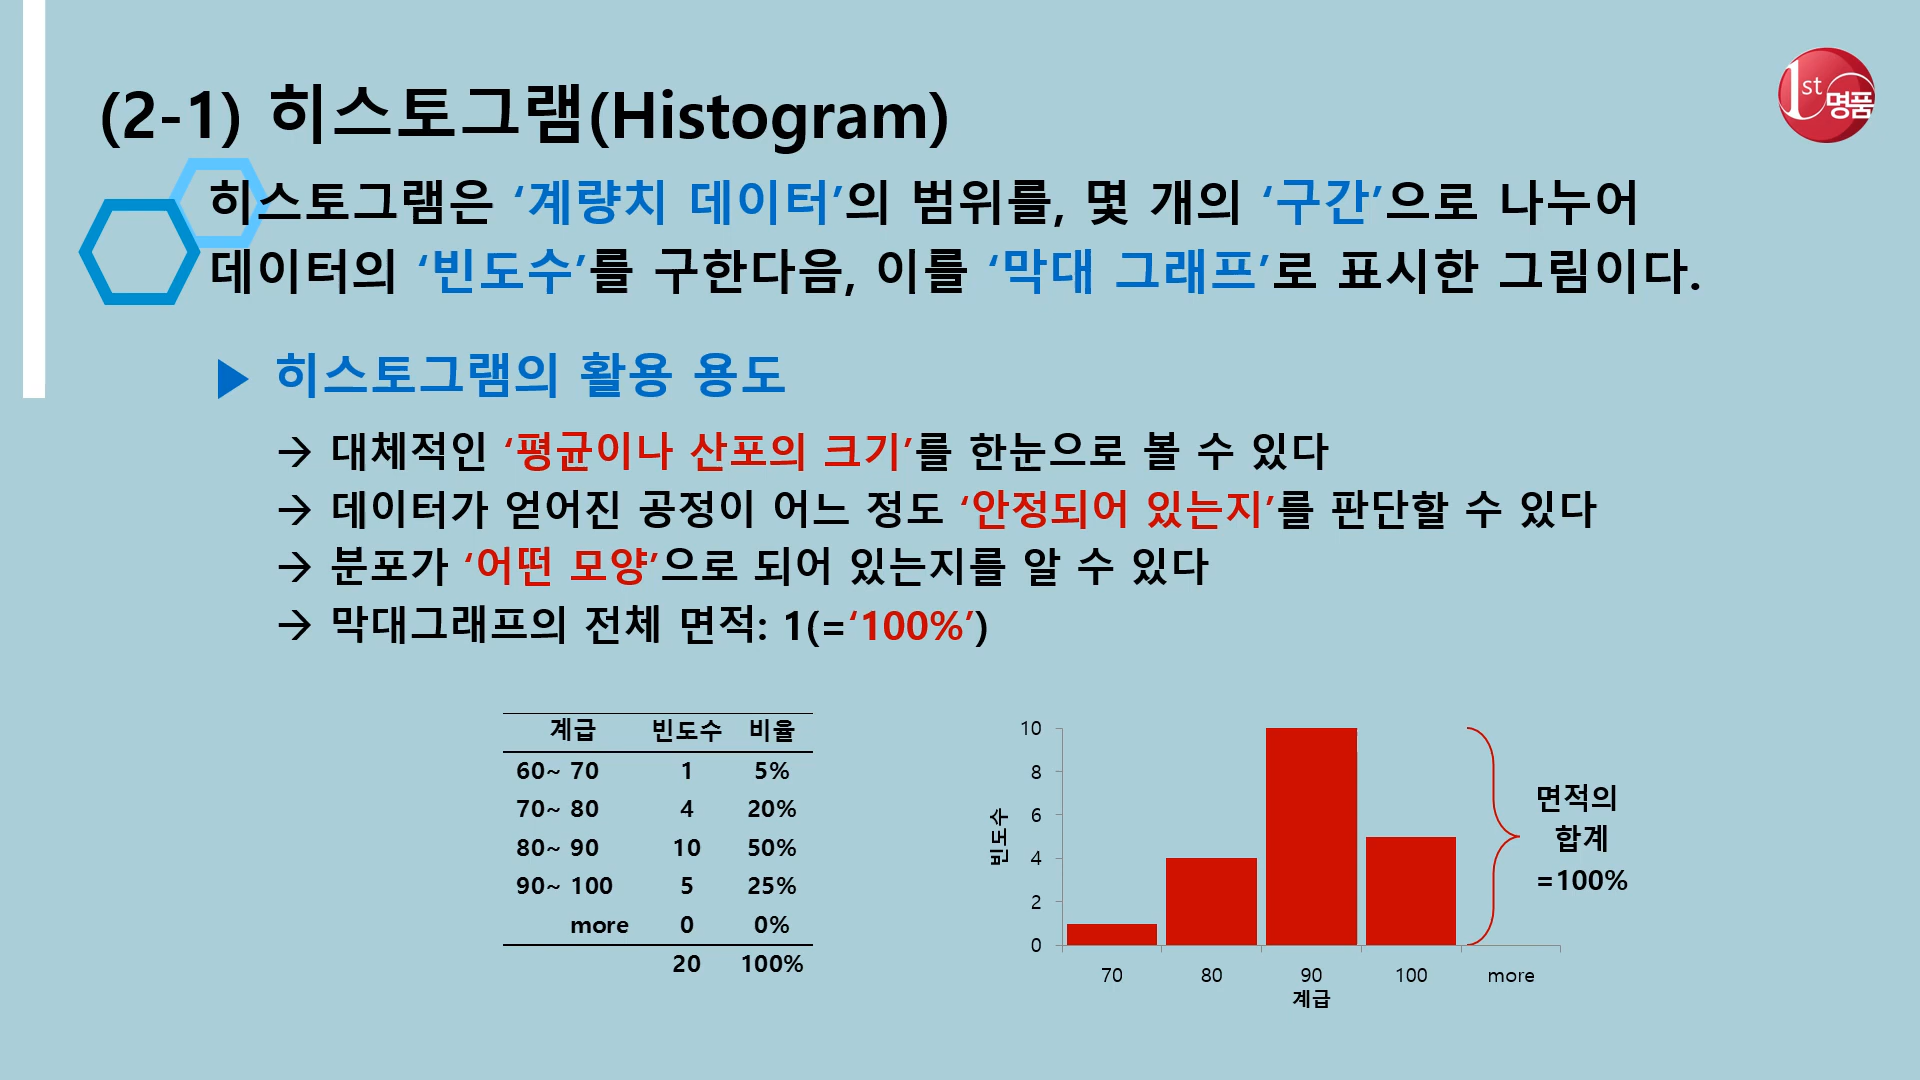 (2-1) 히스토그램(Histogram)
1st
명품
히스토그램은 ‘계량치 데이터’의 범위를, 몇 개의 ‘구간’으로 나누어
데이터의 ‘빈도수’를 구한다음, 이를 ‘막대 그래프’로 표시한 그림이다.
▶ 히스토그램의 활용 용도
→ 대체적인 ‘평균이나 산포의 크기’를 한눈으로 볼 수 있다
→ 데이터가 얻어진 공정이 어느 정도 ‘안정되어 있는지’를 판단할 수 있다
→ 분포가 ‘어떤 모양’으로 되어 있는지를 알 수 있다
→ 막대그래프의 전체 면적: 1(=‘100%’)
계급 빈도수 비율
60~ 70 1 5%
70~ 80 4 20%
80~ 90 10 50%
90~ 100 5 25%
more 0 0%
20 100%
빈도수
10
8
6
4
2
0
70 80 90 100 more
계급
면적의
합계
=100%